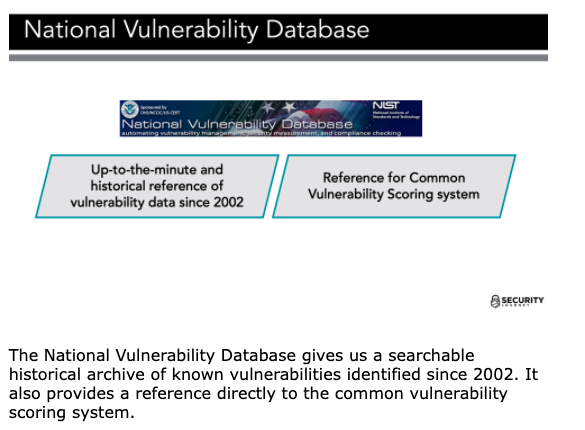 National Vulnerability Database
Sponsored by
DHS/NCCIC/US-CERT
NIST
National Institute of
Standards and Technology
National Vulnerability Database
automating vulnerability management, security measurement, and compliance checking
Up-to-the-minute and
historical reference of
vulnerability data since 2002
Reference for Common
Vulnerability Scoring system
SECURITY
JOURNEY
The National Vulnerability Database gives us a searchable
historical archive of known vulnerabilities identified since 2002. It
also provides a reference directly to the common vulnerability
scoring system.